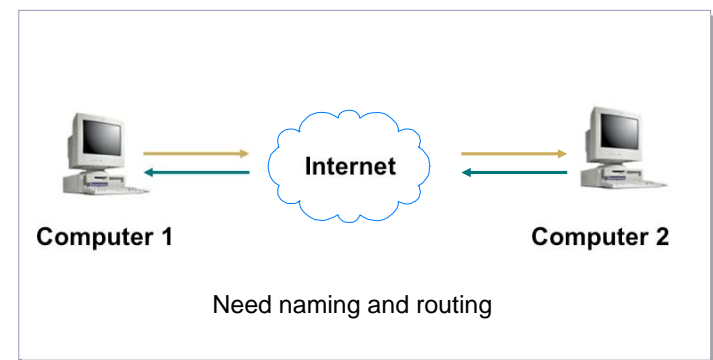 Internet
Computer 1
Computer 2
Need naming and routing